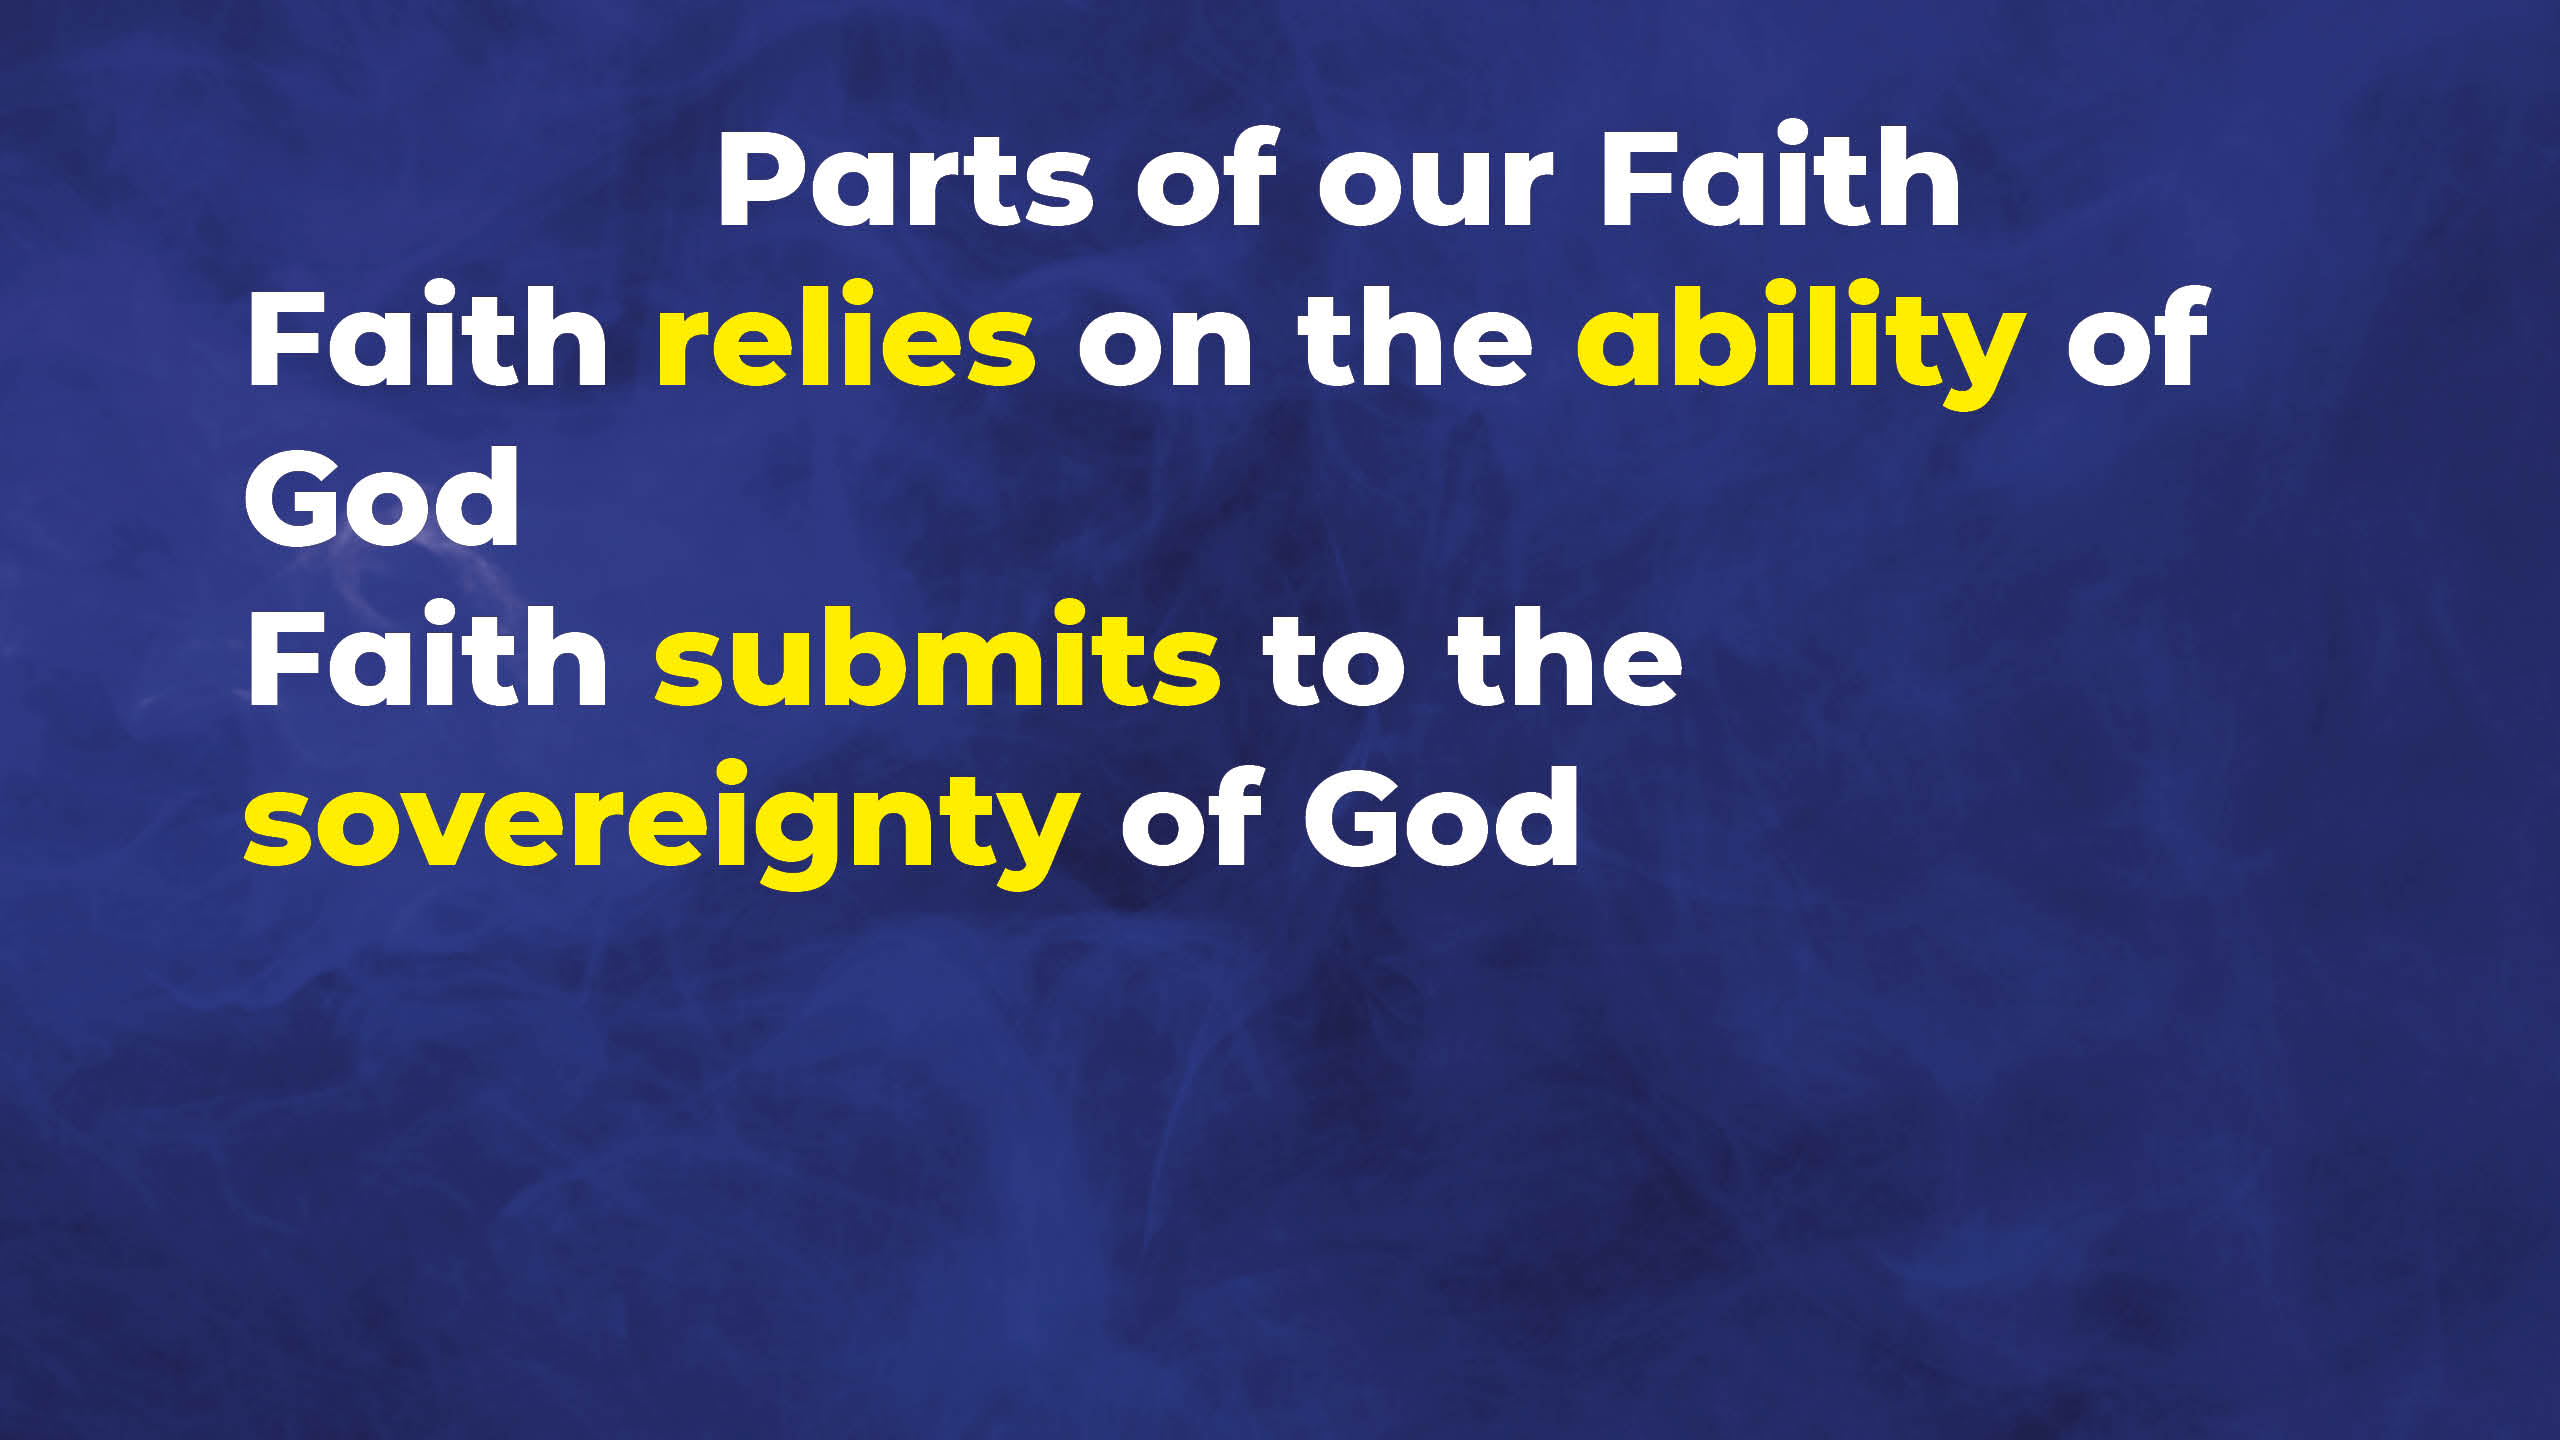 Parts of our Faith
Faith relies on the ability of
God
Faith submits to the
sovereignty of God